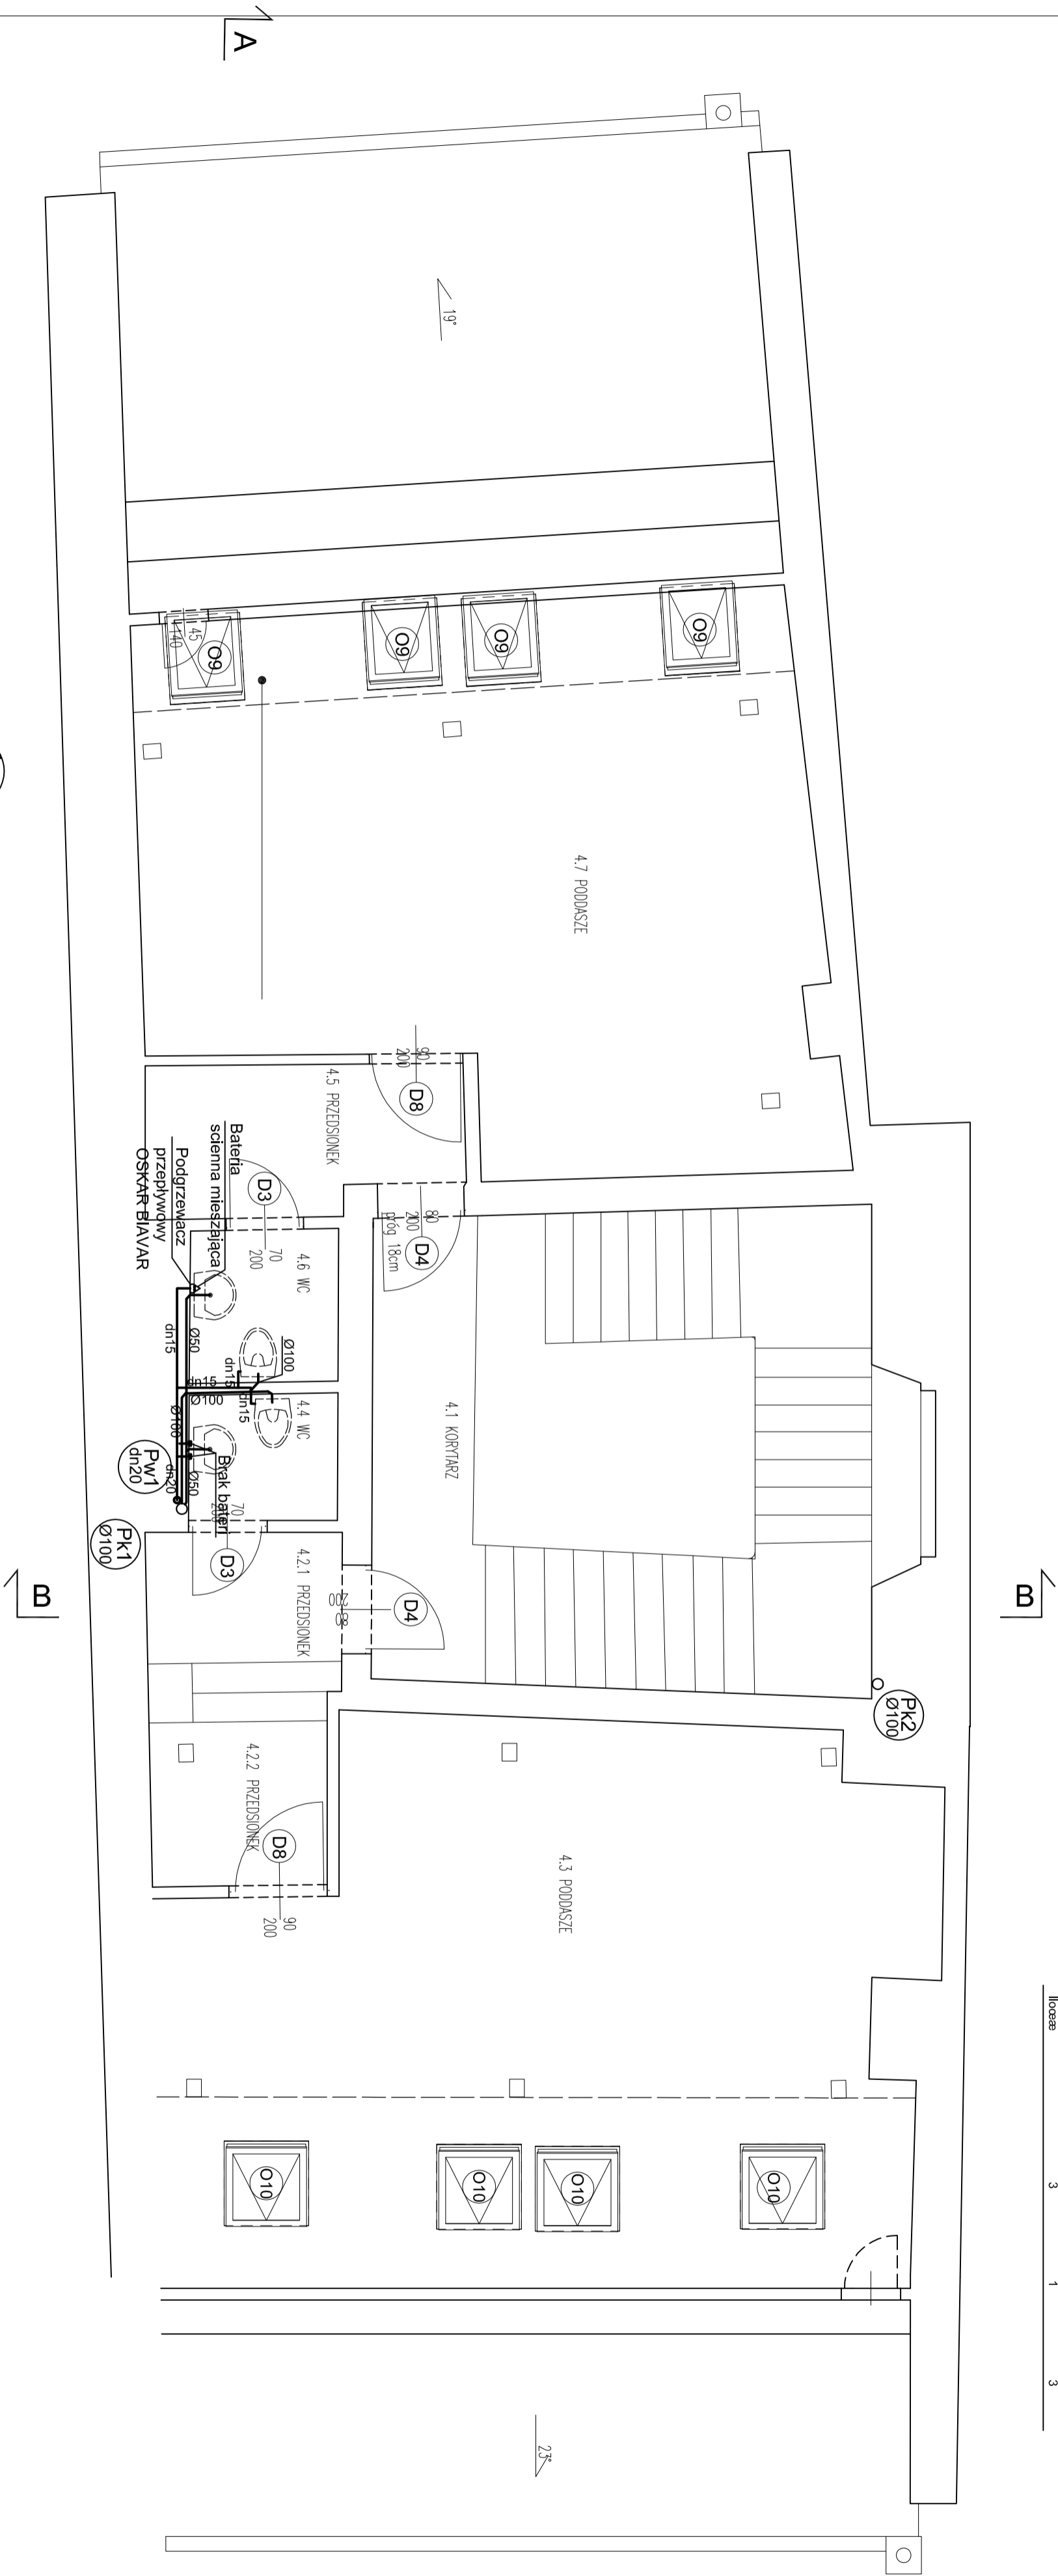 A
19°
O9
O9
O9
O9
45
140
4.7 PODDASZE
90
200
D8
4.5 PRZEDSIONEK
Bateria
scienna mieszająca
Podgrzewacz
przepływowy
OSKAR BIAVAR
D3
70
200
80
200
próg 18cm
D4
4.6 WC
Ø100
dn15
Ø50
dn15
dn15
Ø100
dn15
4.4 WC
4.1 KORYTARZ
Ø100
Pw1
dn20
dn20
Ø50
Brak baterii
70
200
D3
Pk1
Ø100
B
B
4.2.1 PRZEDSIONEK
80
200
D4
Pk2
Ø100
4.2.2 PRZEDSIONEK
D8
90
200
4.3 PODDASZE
O10
O10
O10
O10
23°
Iloœæ
3
1
3